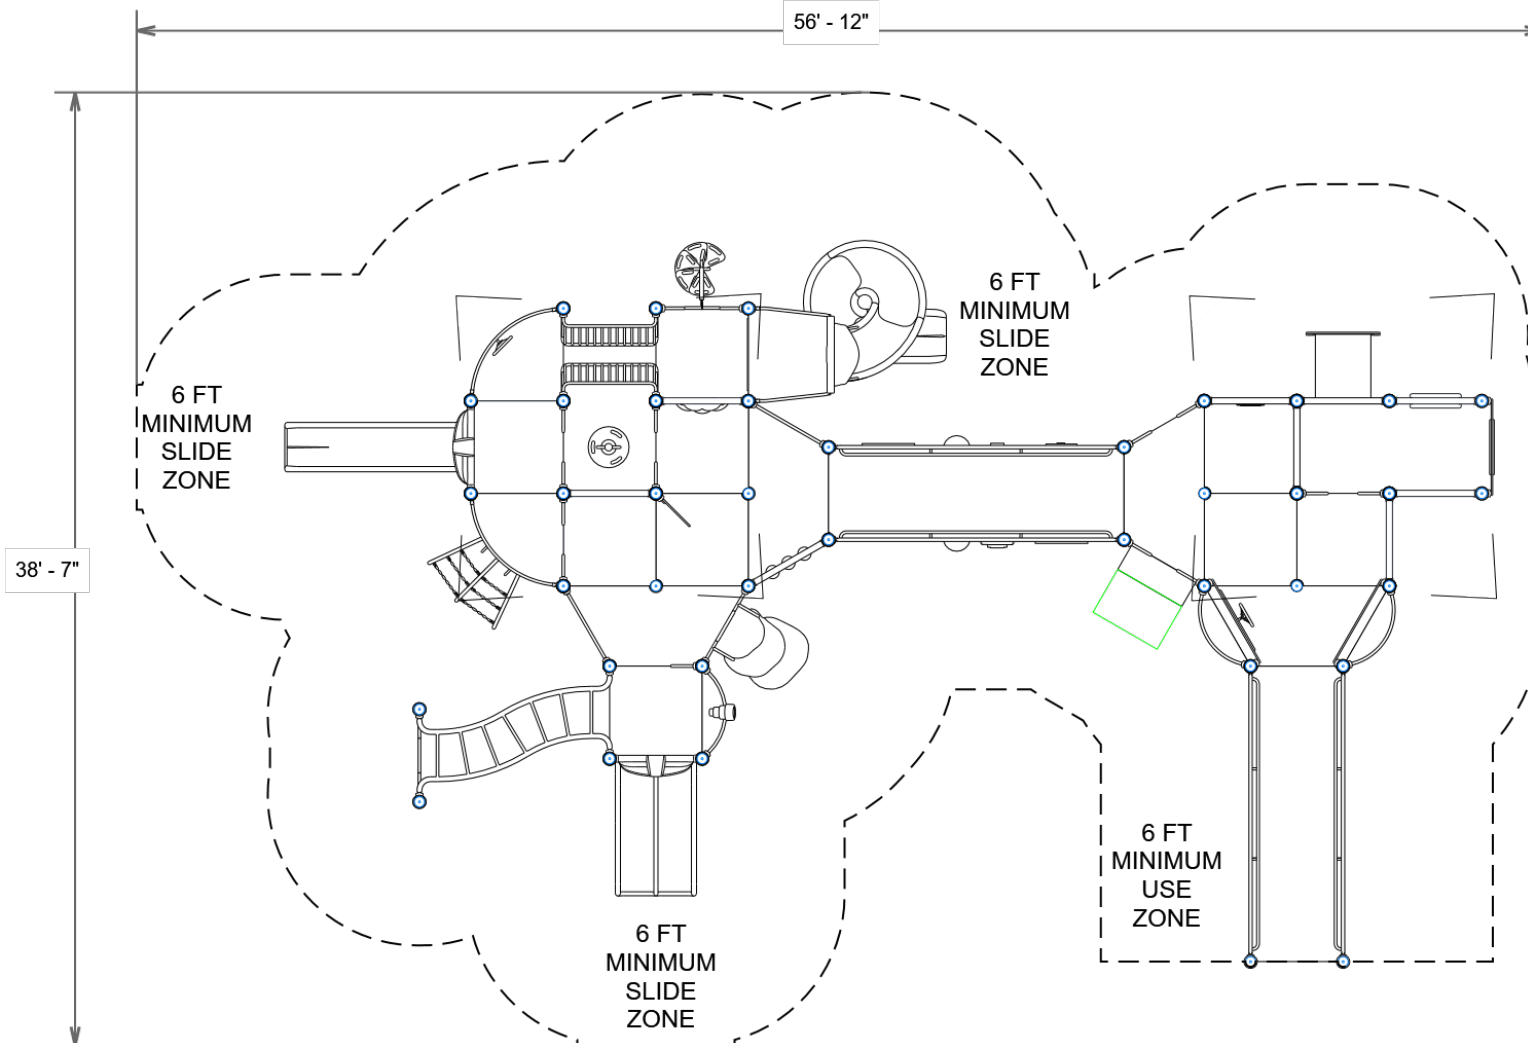 56' - 12"
6 FT
MINIMUM
SLIDE
ZONE
6 FT
MINIMUM
SLIDE
ZONE
38' - 7"
6 FT
MINIMUM
USE
ZONE
6 FT
MINIMUM
SLIDE
ZONE